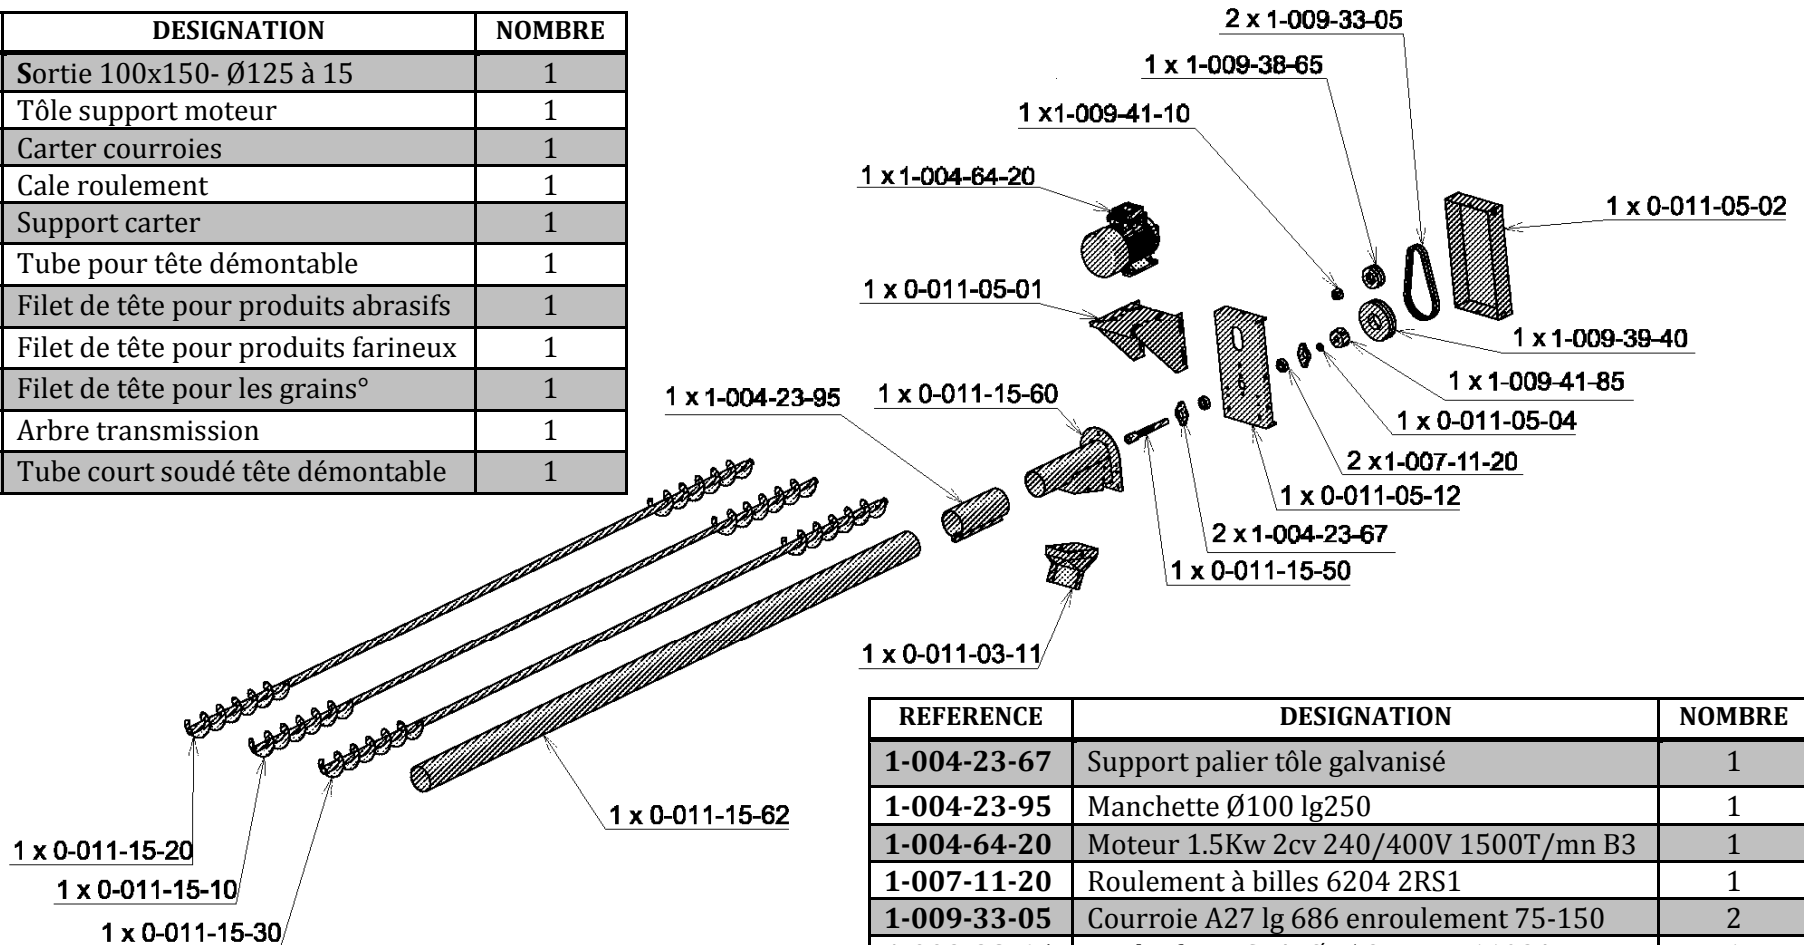 DESIGNATION NOMBRE
Sortie 100x150- Ø125 à 15 1
Tôle support moteur 1
Carter courroies 1
Cale roulement 1
Support carter 1
Tube pour tête démontable 1
Filet de tête pour produits abrasifs 1
Filet de tête pour produits farineux 1
Filet de tête pour les grains° 1
Arbre transmission 1
Tube court soudé tête démontable 1
2 x 1-009-33-05
1 x 1-009-38-65
1 x1-009-41-10
1 x 1-004-64-20
1 x 0-011-05-02
1 x 0-011-05-01
1 x 1-009-39-40
1 x 1-009-41-85
1 x 1-004-23-95
1 x 0-011-15-60
1 x 0-011-05-04
2 x1-007-11-20
1 x 0-011-05-12
2 x 1-004-23-67
1 x 0-011-15-50
1 x 0-011-03-11
1 x 0-011-15-62
1 x 0-011-15-20
1 x 0-011-15-10
1 x 0-011-15-30
REFERENCE DESIGNATION NOMBRE
1-004-23-67 Support palier tôle galvanisé 1
1-004-23-95 Manchette Ø100 lg250 1
1-004-64-20 Moteur 1.5Kw 2cv 240/400V 1500T/mn B3 1
1-007-11-20 Roulement à billes 6204 2RS1 1
1-009-33-05 Courroie A27 lg 686 enroulement 75-150 2